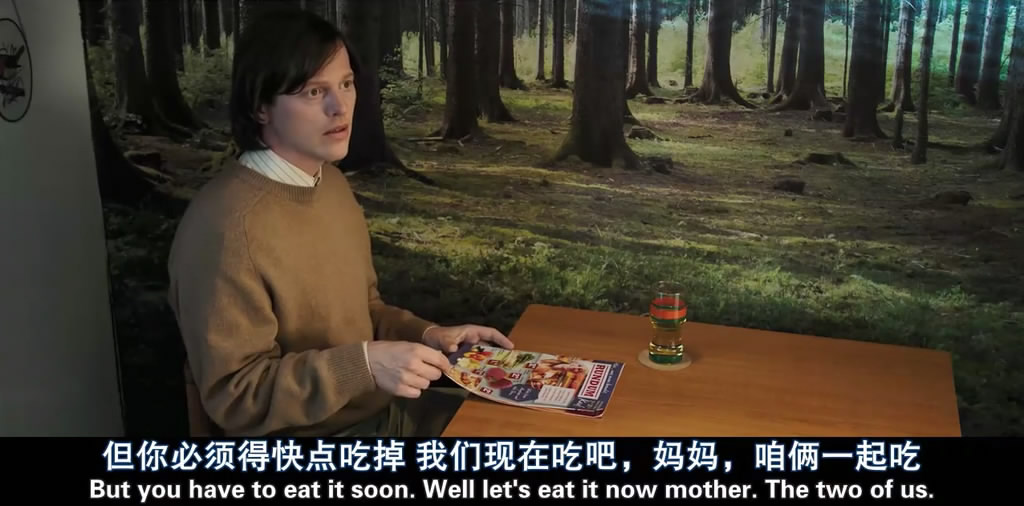 RUNDUM
但你必须得快点吃掉 我们现在吃吧，妈妈，咱俩一起吃
But you have to eat it soon. Well let's eat it now mother. The two of us.